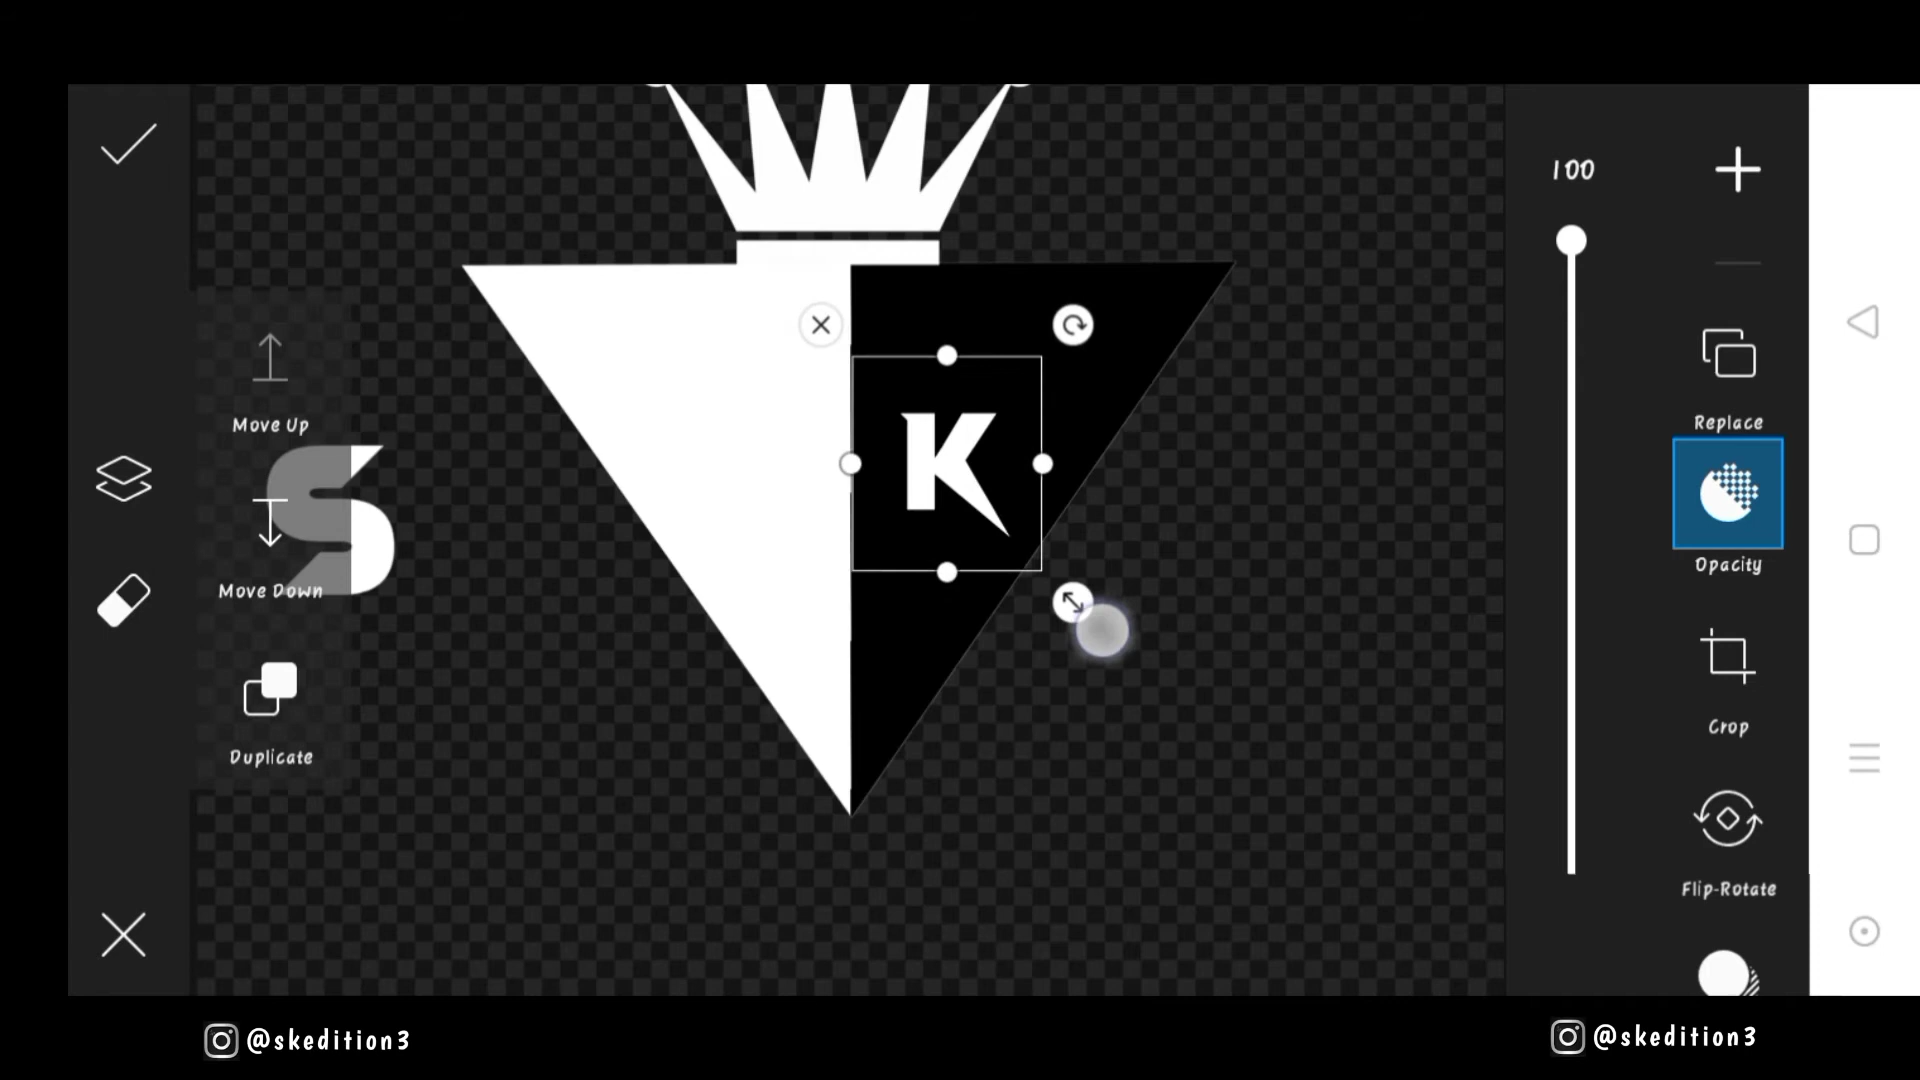 100
Move Up
K
S
Replace
Move Down
Opacity
Crop
Duplicate
Flip-Rotate
@skedition3
@skedition3